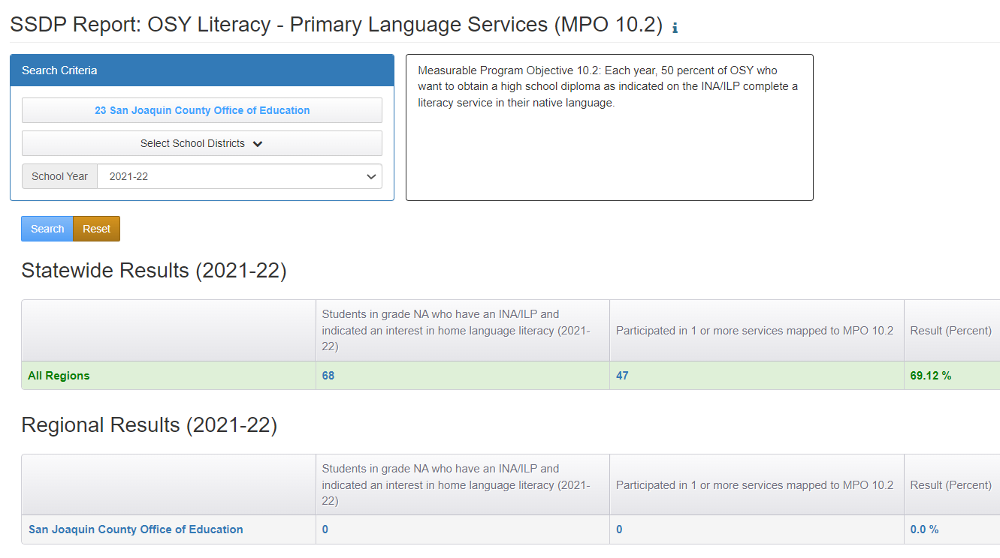 SSDP Report: OSY Literacy - Primary Language Services (MPO 10.2) i
Search Criteria
23 San Joaquin County Office of Education
Select School Districts
School Year 2021-22
Measurable Program Objective 10.2: Each year, 50 percent of OSY who
want to obtain a high school diploma as indicated on the INA/ILP complete a
literacy service in their native language.
Search Reset
Statewide Results (2021-22)
Students in grade NA who have an INA/ILP and
indicated an interest in home language literacy (2021-
22)
Participated in 1 or more services mapped to MPO 10.2
Result (Percent)
All Regions 68 47 69.12 %
Regional Results (2021-22)
Students in grade NA who have an INA/ILP and
indicated an interest in home language literacy (2021-
22)
Participated in 1 or more services mapped to MPO 10.2
Result (Percent)
San Joaquin County Office of Education 0 0 0.0 %